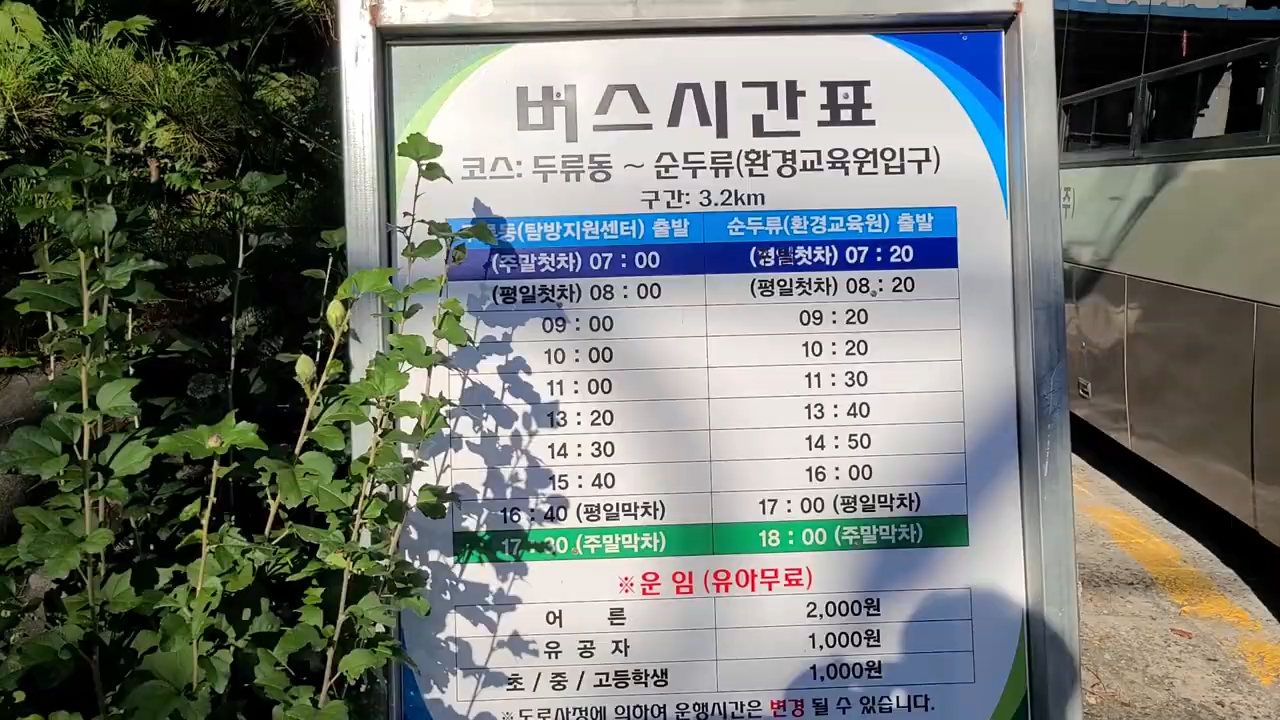 버스시간표
코스: 두류동 ~ 순두류(환경교육원입구)
구간: 3.2km
(탐방지원센터) 출발 순두류(환경교육원) 출발
(주말첫차) 07 : 00 첫차) 07 : 20
(평일첫차) 08 : 00 (평일첫차) 08 : 20
09 : 00 09 : 20
10 : 00 10 : 20
11 : 00 11 : 30
13 : 20 13 : 40
14 : 30 14 : 50
15 : 40 16 : 00
16 : 40 (평일막차) 17 : 00 (평일막차)
17 : 30 (주말막차) 18 : 00 (주말막차)
※운 임 (유아무료)
어 른 2,000원
유 공 자 1,000원
초 / 중 / 고등학생 1,000원
※도로사정에 의하여 운행시간은 변경 될 수 있습니다.